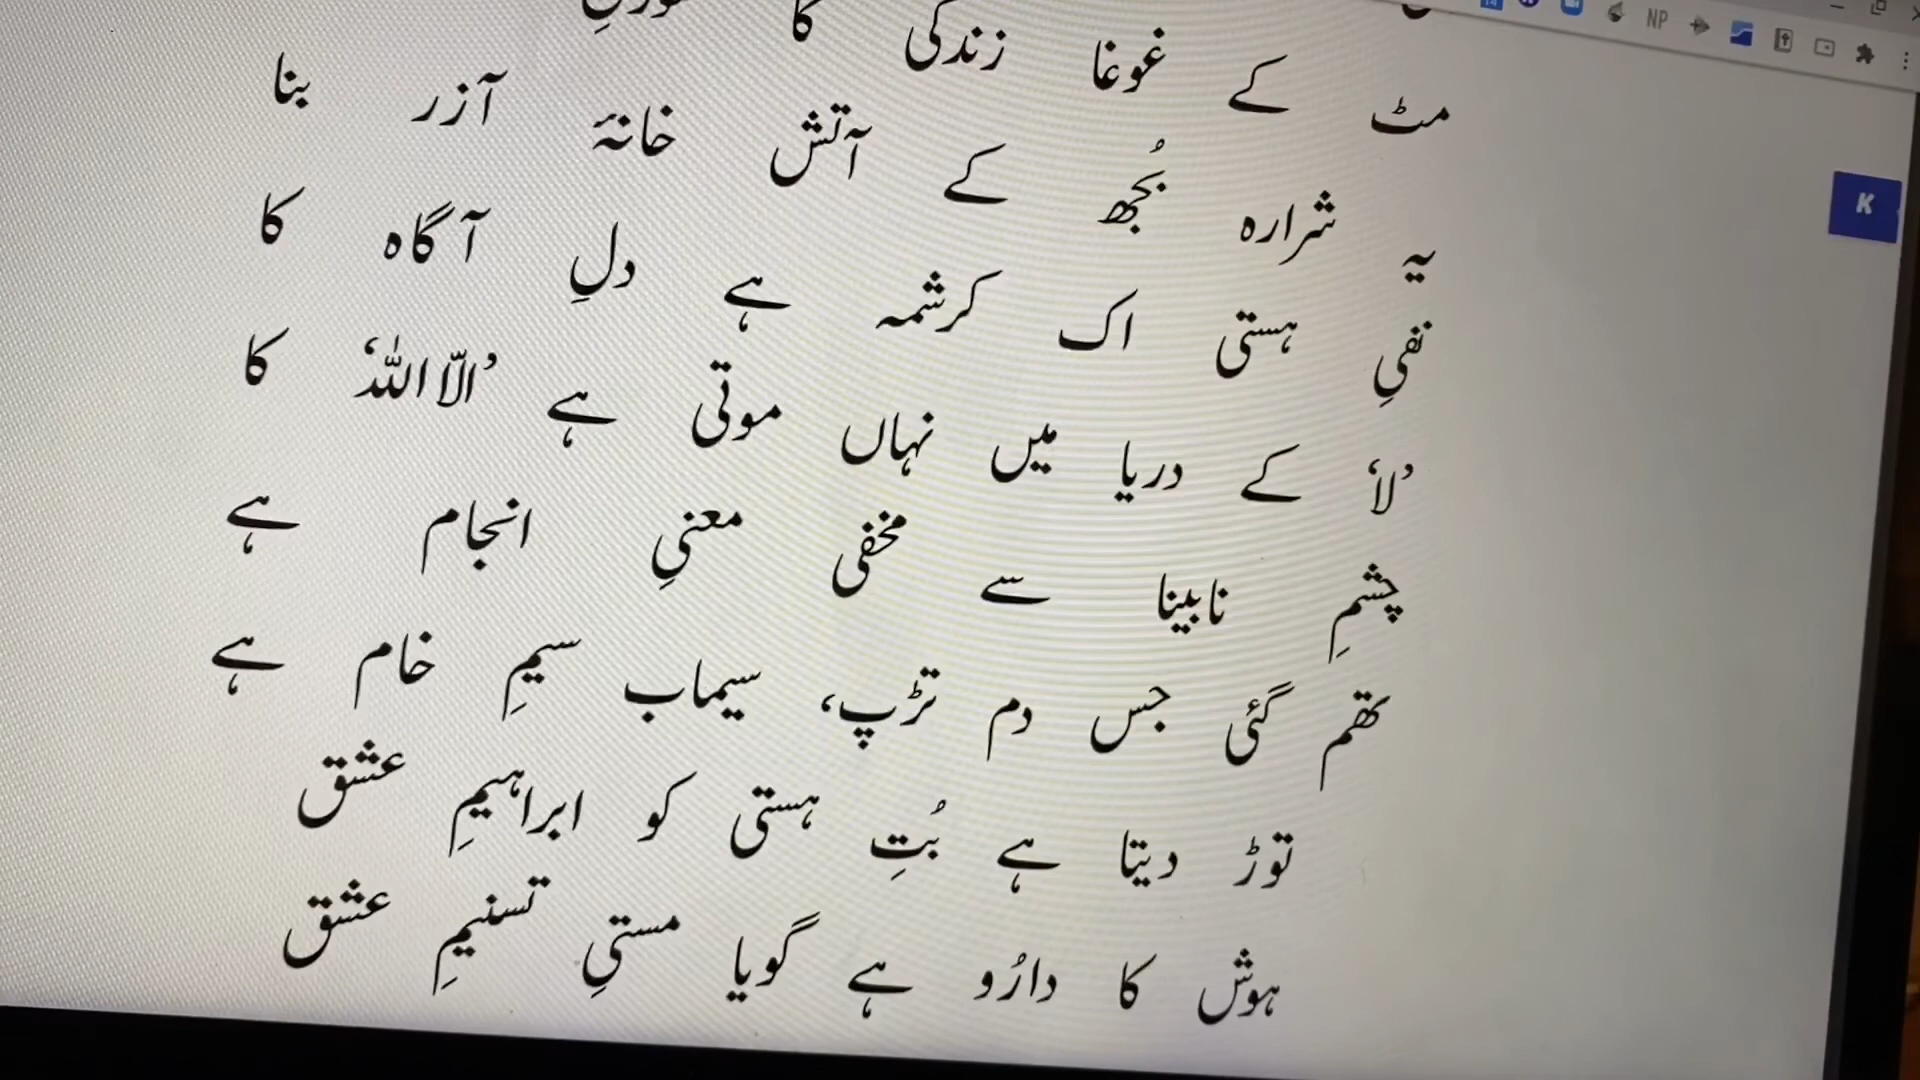 NP
K
مٹ کے غوغا زندگی کا
یہ شرارہ بُجھ کے آتش خانۂ آزر بنا
نفیِ ہستی اک کرشمہ ہے دلِ آگاہ کا
’لا‘ کے دریا میں نہاں موتی ہے ’الّا اللہ‘ کا
چشمِ نابینا سے مخفی معنیِ انجام ہے
تھم گئی جس دم تڑپ، سیماب سیمِ خام ہے
توڑ دیتا ہے بُتِ ہستی کو ابراہیمِ عشق
ہوش کا دارُو ہے گویا مستیِ تسنیمِ عشق